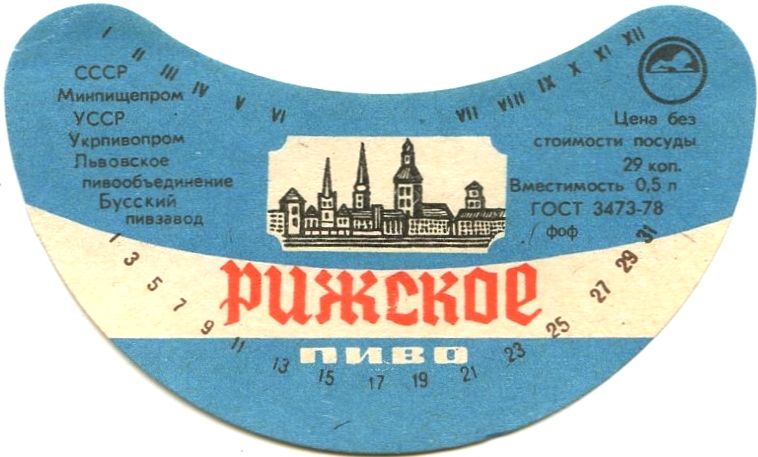 I II III IV V VI VII VIII IX X XI XII
СССР
Минпищепром
УССР
Укрпивопром
Львовское
пивообъединение
Бусский
пивзавод
Цена без
стоимости посуды
29 коп.
Вместимость 0,5 л
ГОСТ 3473-78
/ фоф
рижское
пиво
1 3 5 7 9 11 13 15 17 19 21 23 25 27 29 31